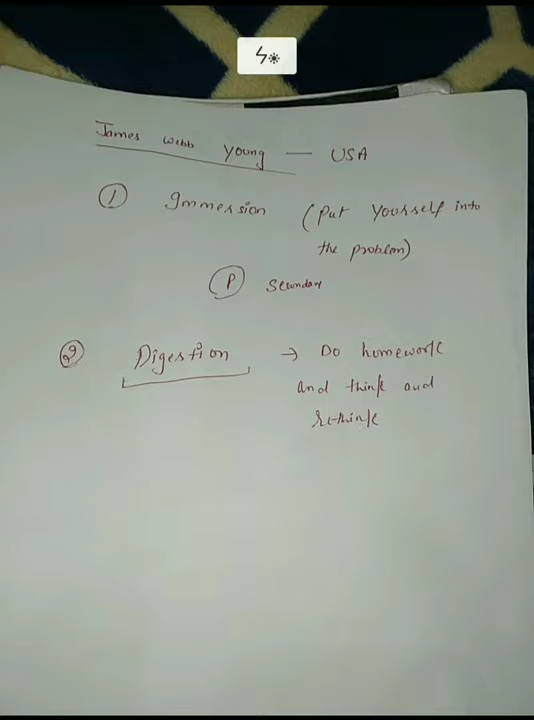 James Webb Young — USA
① Immersion (Put yourself into
the problem)
Ⓟ Secondary
② Digestion → Do homework
and think and
rethink